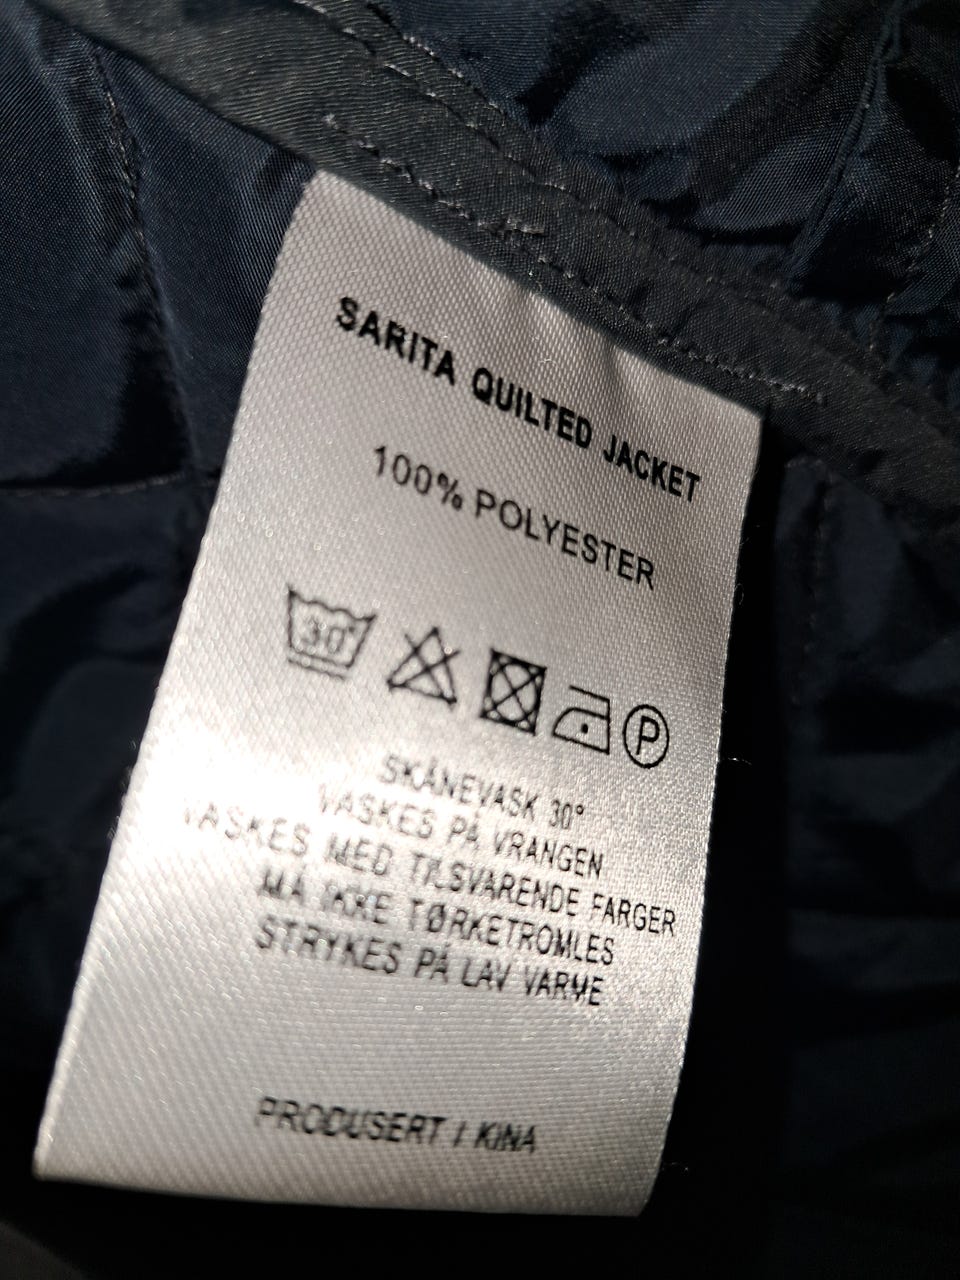 SARITA QUILTED JACKET
100% POLYESTER
30°
P
SKÅNEVASK 30°
VASKES PÅ VRANGEN
VASKES MED TILSVARENDE FARGER
MÅ IKKE TØRKETROMLES
STRYKES PÅ LAV VARME
PRODUSERT I KINA